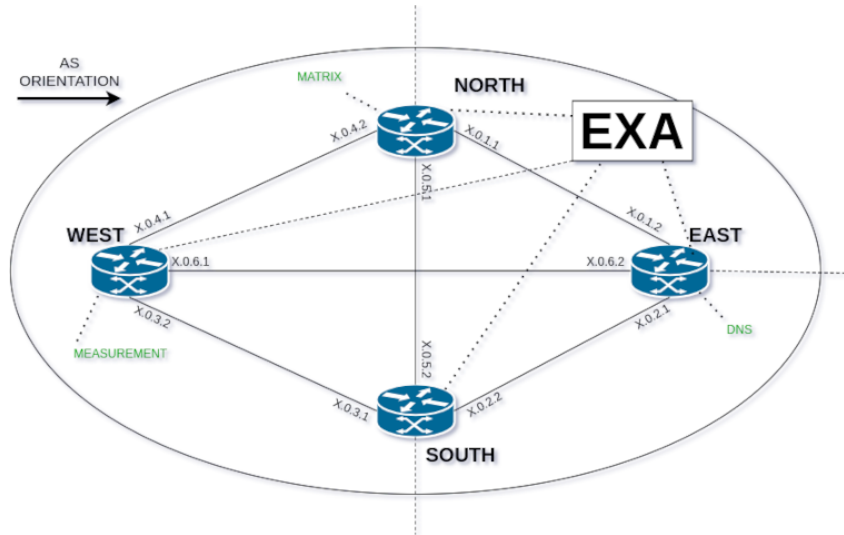 AS
ORIENTATION
MATRIX
NORTH
EXA
X.0.4.2
X.0.1.1
X.0.5.1
X.0.4.1
X.0.1.2
WEST
EAST
X.0.6.1
X.0.6.2
X.0.3.2
X.0.2.1
MEASUREMENT
DNS
X.0.5.2
X.0.3.1
X.0.2.2
SOUTH